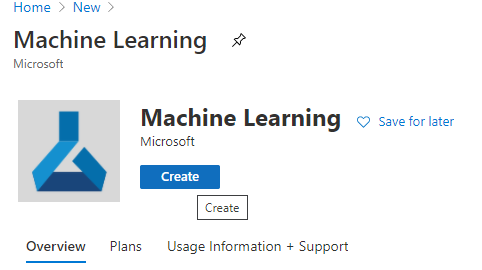 Home > New >
Machine Learning
Microsoft
Machine Learning
Save for later
Microsoft
Create
Create
Overview Plans Usage Information + Support